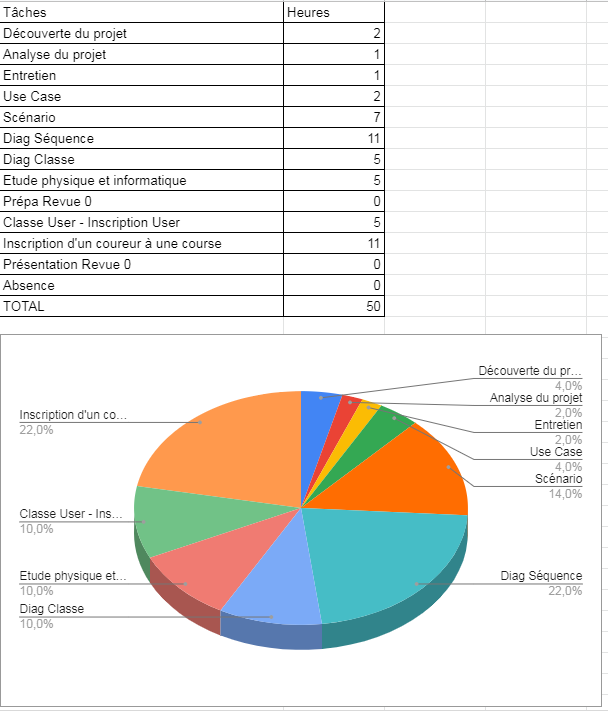 Tâches Heures
Découverte du projet 2
Analyse du projet 1
Entretien 1
Use Case 2
Scénario 7
Diag Séquence 11
Diag Classe 5
Etude physique et informatique 5
Prépa Revue 0 0
Classe User - Inscription User 5
Inscription d'un coureur à une course 11
Présentation Revue 0 0
Absence 0
TOTAL 50
Découverte du pr...
4,0%
Analyse du projet
2,0%
Entretien
2,0%
Use Case
4,0%
Scénario
14,0%
Diag Séquence
22,0%
Inscription d'un co...
22,0%
Classe User - Ins...
10,0%
Etude physique et...
10,0%
Diag Classe
10,0%